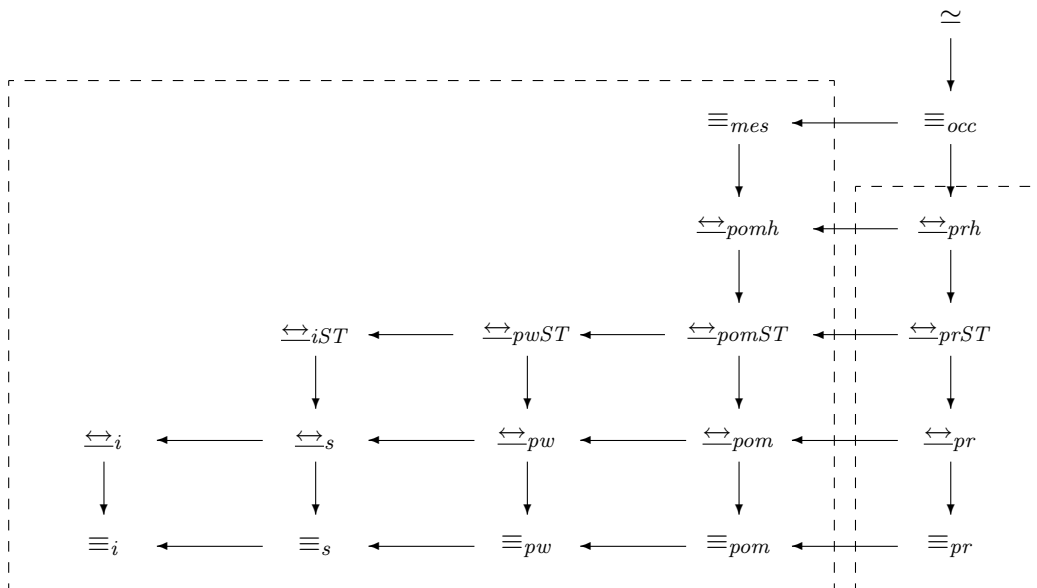 ≃
≡mes ≡occ
↔pomh ↔prh
↔iST ↔pwST ↔pomST ↔prST
↔i ↔s ↔pw ↔pom ↔pr
≡i ≡s ≡pw ≡pom ≡pr